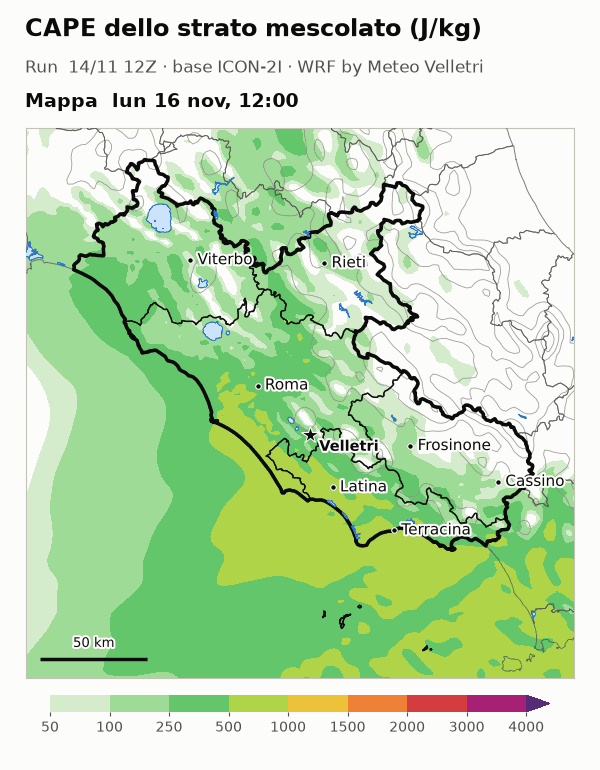 CAPE dello strato mescolato (J/kg)
Run  14/11 12Z · base ICON-2I · WRF by Meteo Velletri
Mappa  lun 16 nov, 12:00
Viterbo
Rieti
Roma
Velletri
Frosinone
Cassino
Latina
Terracina
50 km
50 100 250 500 1000 1500 2000 3000 4000